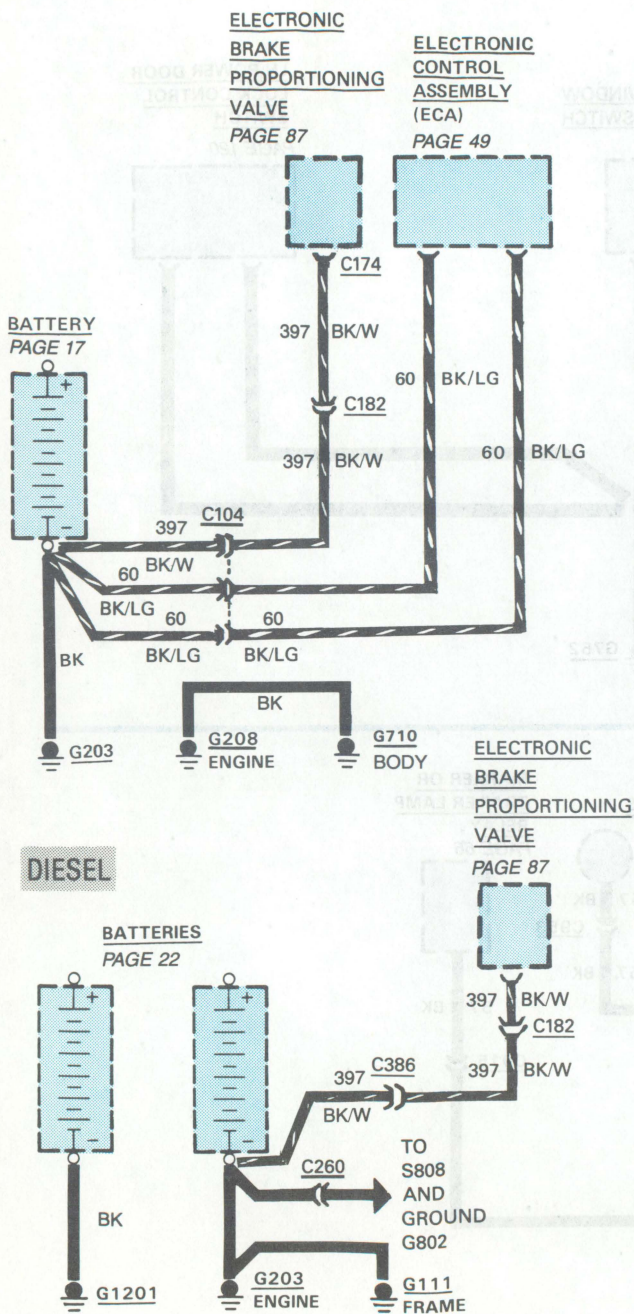 ELECTRONIC
BRAKE
PROPORTIONING
VALVE
PAGE 87
ELECTRONIC
CONTROL
ASSEMBLY
(ECA)
PAGE 49
C174
397 BK/W
60 BK/LG
C182
397 BK/W
60 BK/LG
BATTERY
PAGE 17
+
-
397
C104
BK/W
60
BK/LG
60
60
BK/LG
BK/LG
BK
G203
BK
G208
ENGINE
G710
BODY
ELECTRONIC
BRAKE
PROPORTIONING
VALVE
PAGE 87
DIESEL
BATTERIES
PAGE 22
+
+
-
-
397 BK/W
C182
397 BK/W
397
C386
BK/W
C260
TO
S808
AND
GROUND
G802
BK
G1201
G203
ENGINE
G111
FRAME